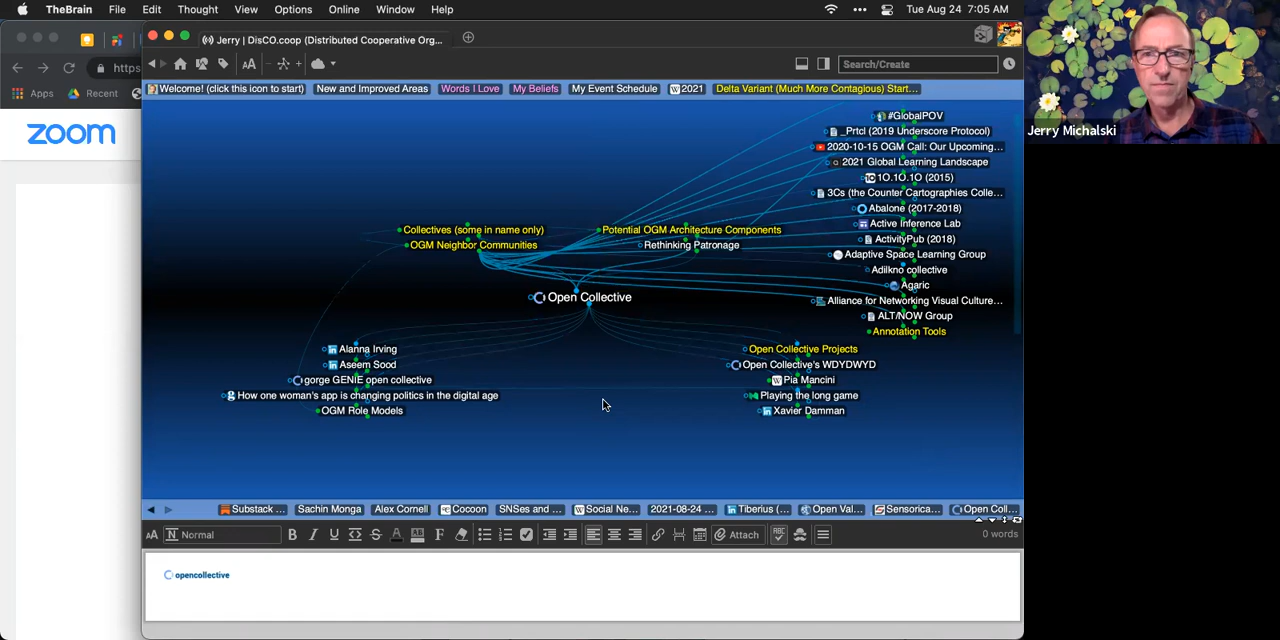 TheBrain File Edit Thought View Options Online Window Help Tue Aug 24 7:05 AM
Jerry | DisCO.coop (Distributed Cooperative Org...
https
Apps Recent
AA Search/Create
Welcome! (click this icon to start) New and Improved Areas Words I Love My Beliefs My Event Schedule 2021 Delta Variant (Much More Contagious) Start...
zoom
#GlobalPOV
_Prtcl (2019 Underscore Protocol)
2020-10-15 OGM Call: Our Upcoming...
2021 Global Learning Landscape
1O.1O.1O (2015)
3Cs (the Counter Cartographies Colle...
Abalone (2017-2018)
Active Inference Lab
ActivityPub (2018)
Adaptive Space Learning Group
Adilkno collective
Agaric
Alliance for Networking Visual Culture...
ALT/NOW Group
Annotation Tools
Collectives (some in name only)
OGM Neighbor Communities
Potential OGM Architecture Components
Rethinking Patronage
Open Collective
Alanna Irving
Aseem Sood
gorge GENIE open collective
How one woman's app is changing politics in the digital age
OGM Role Models
Open Collective Projects
Open Collective's WDYDWYD
Pia Mancini
Playing the long game
Xavier Damman
Substack ... Sachin Monga Alex Cornell Cocoon SNSes and ... Social Ne... 2021-08-24 ... Tiberius (... Open Val... Sensorica... Open Coll...
AA N Normal B I U S A F Attach ABC 0 words
opencollective
Jerry Michalski